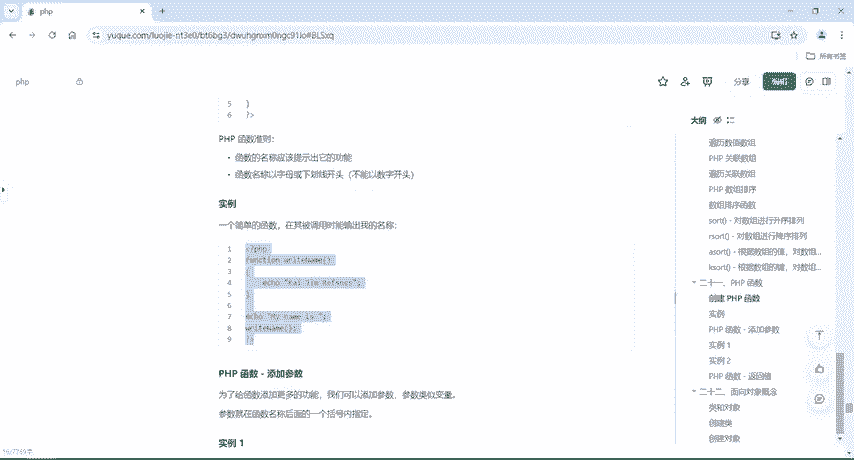 php
yuque.com/luojie-nt3e0/bt6bg3/dwuhgnxm0ngc91io#BLSxq
所有书签
php
分享
编辑
5 }
6 ?>
PHP 函数准则：
• 函数的名称应该提示出它的功能
• 函数名称以字母或下划线开头（不能以数字开头）
实例
一个简单的函数，在其被调用时能输出我的名称：
1 <?php
2 function writeName()
3 {
4 echo "Kai Jim Refsnes";
5 }
6
7 echo "My name is ";
8 writeName();
9 ?>
PHP 函数 - 添加参数
为了给函数添加更多的功能，我们可以添加参数，参数类似变量。
参数就在函数名称后面的一个括号内指定。
实例 1
大纲
遍历数值数组
PHP 关联数组
遍历关联数组
PHP 数组排序
数组排序函数
sort() - 对数组进行升序排列
rsort() - 对数组进行降序排列
asort() - 根据数组的值，对数组...
ksort() - 根据数组的键，对数组...
二十一、PHP 函数
创建 PHP 函数
实例
PHP 函数 - 添加参数
实例 1
实例 2
PHP 函数 - 返回值
二十二、面向对象概念
类和对象
创建类
创建对象